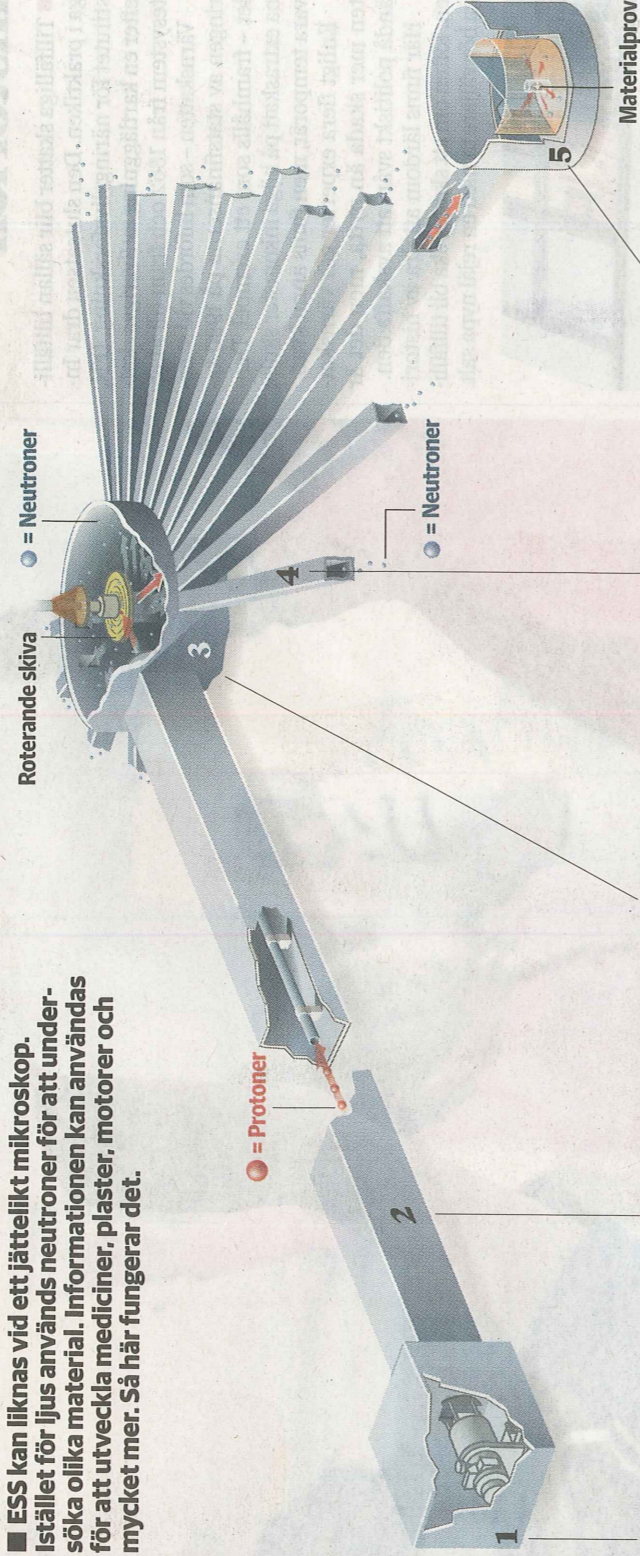 ■ ESS kan liknas vid ett jättelikt mikroskop.
Istället för ljus används neutroner för att under-
söka olika material. Informationen kan användas
för att utveckla mediciner, plaster, motorer och
mycket mer. Så här fungerar det.
1
2
= Protoner
3
Roterande skiva
= Neutroner
4
= Neutroner
5
Materialprov